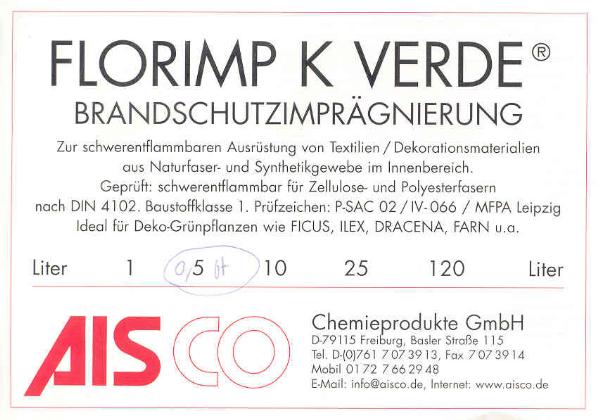 FLORIMP K VERDE®
BRANDSCHUTZIMPRÄGNIERUNG
Zur schwerentflammbaren Ausrüstung von Textilien / Dekorationsmaterialien
aus Naturfaser- und Synthetikgewebe im Innenbereich.
Geprüft: schwerentflammbar für Zellulose- und Polyesterfasern
nach DIN 4102. Baustoffklasse 1. Prüfzeichen: P-SAC 02 / IV-066 / MFPA Leipzig
Ideal für Deko-Grünpflanzen wie FICUS, ILEX, DRACENA, FARN u.a.
Liter 1 0,5 10 25 120 Liter
AISCO
Chemieprodukte GmbH
D-79115 Freiburg, Basler Straße 115
Tel. D-(0)761 7 07 39 13, Fax 7 07 39 14
Mobil 01 72 7 66 29 48
E-Mail: info@aisco.de, Internet: www.aisco.de